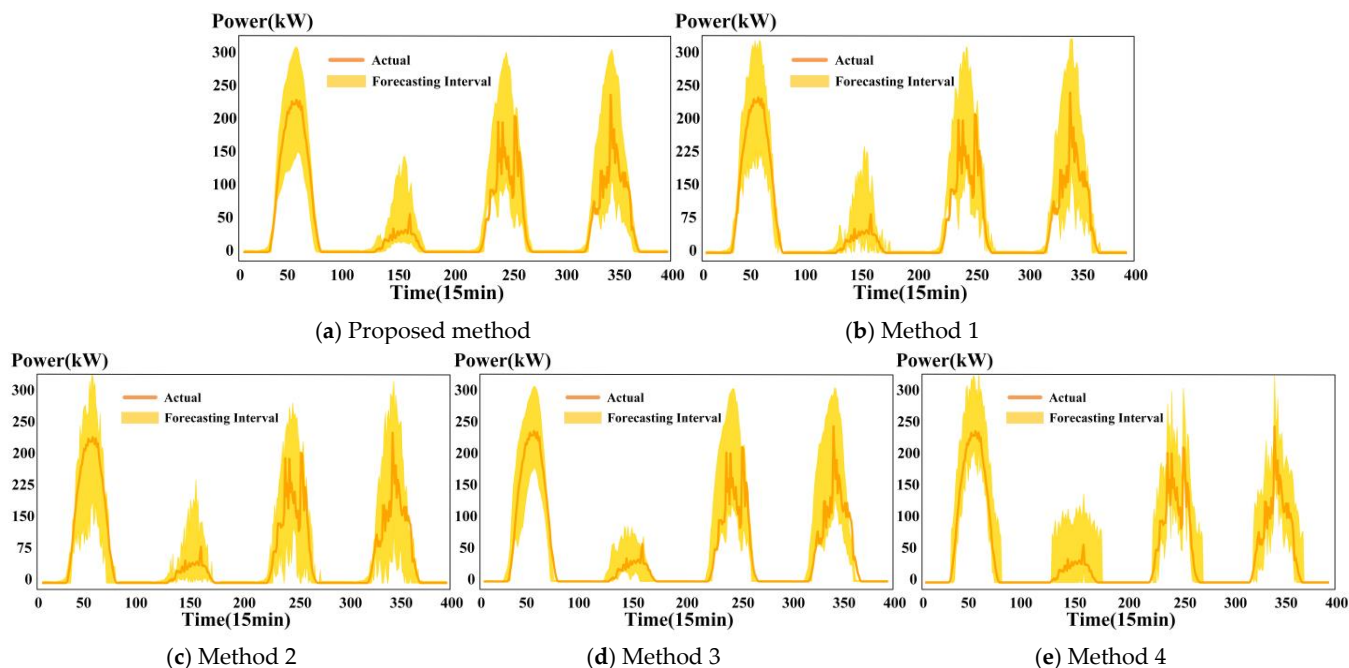 Power(kW)
300
250
200
150
100
50
0
Actual
Forecasting Interval
0 50 100 150 200 250 300 350 400
Time(15min)
(a) Proposed method
Power(kW)
300
250
200
225
150
75
0
Actual
Forecasting Interval
0 50 100 150 200 250 300 350 400
Time(15min)
(b) Method 1
Power(kW)
300
250
200
225
150
75
0
Actual
Forecasting Interval
0 50 100 150 200 250 300 350 400
Time(15min)
(c) Method 2
Power(kW)
300
250
200
150
100
50
0
Actual
Forecasting Interval
0 50 100 150 200 250 300 350 400
Time(15min)
(d) Method 3
Power(kW)
300
250
200
150
100
50
0
Actual
Forecasting Interval
0 50 100 150 200 250 300 350 400
Time(15min)
(e) Method 4